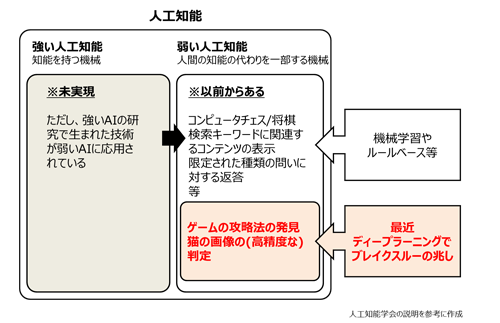 人工知能
強い人工知能
知能を持つ機械
※未実現
ただし、強いAIの研
究で生まれた技術
が弱いAIに応用さ
れている
弱い人工知能
人間の知能の代わりを一部する機械
※以前からある
コンピュータチェス/将棋
検索キーワードに関連す
るコンテンツの表示
限定された種類の問いに
対する返答
等
ゲームの攻略法の発見
猫の画像の(高精度な)
判定
機械学習や
ルールベース等
最近
ディープラーニングで
ブレイクスルーの兆し
人工知能学会の説明を参考に作成